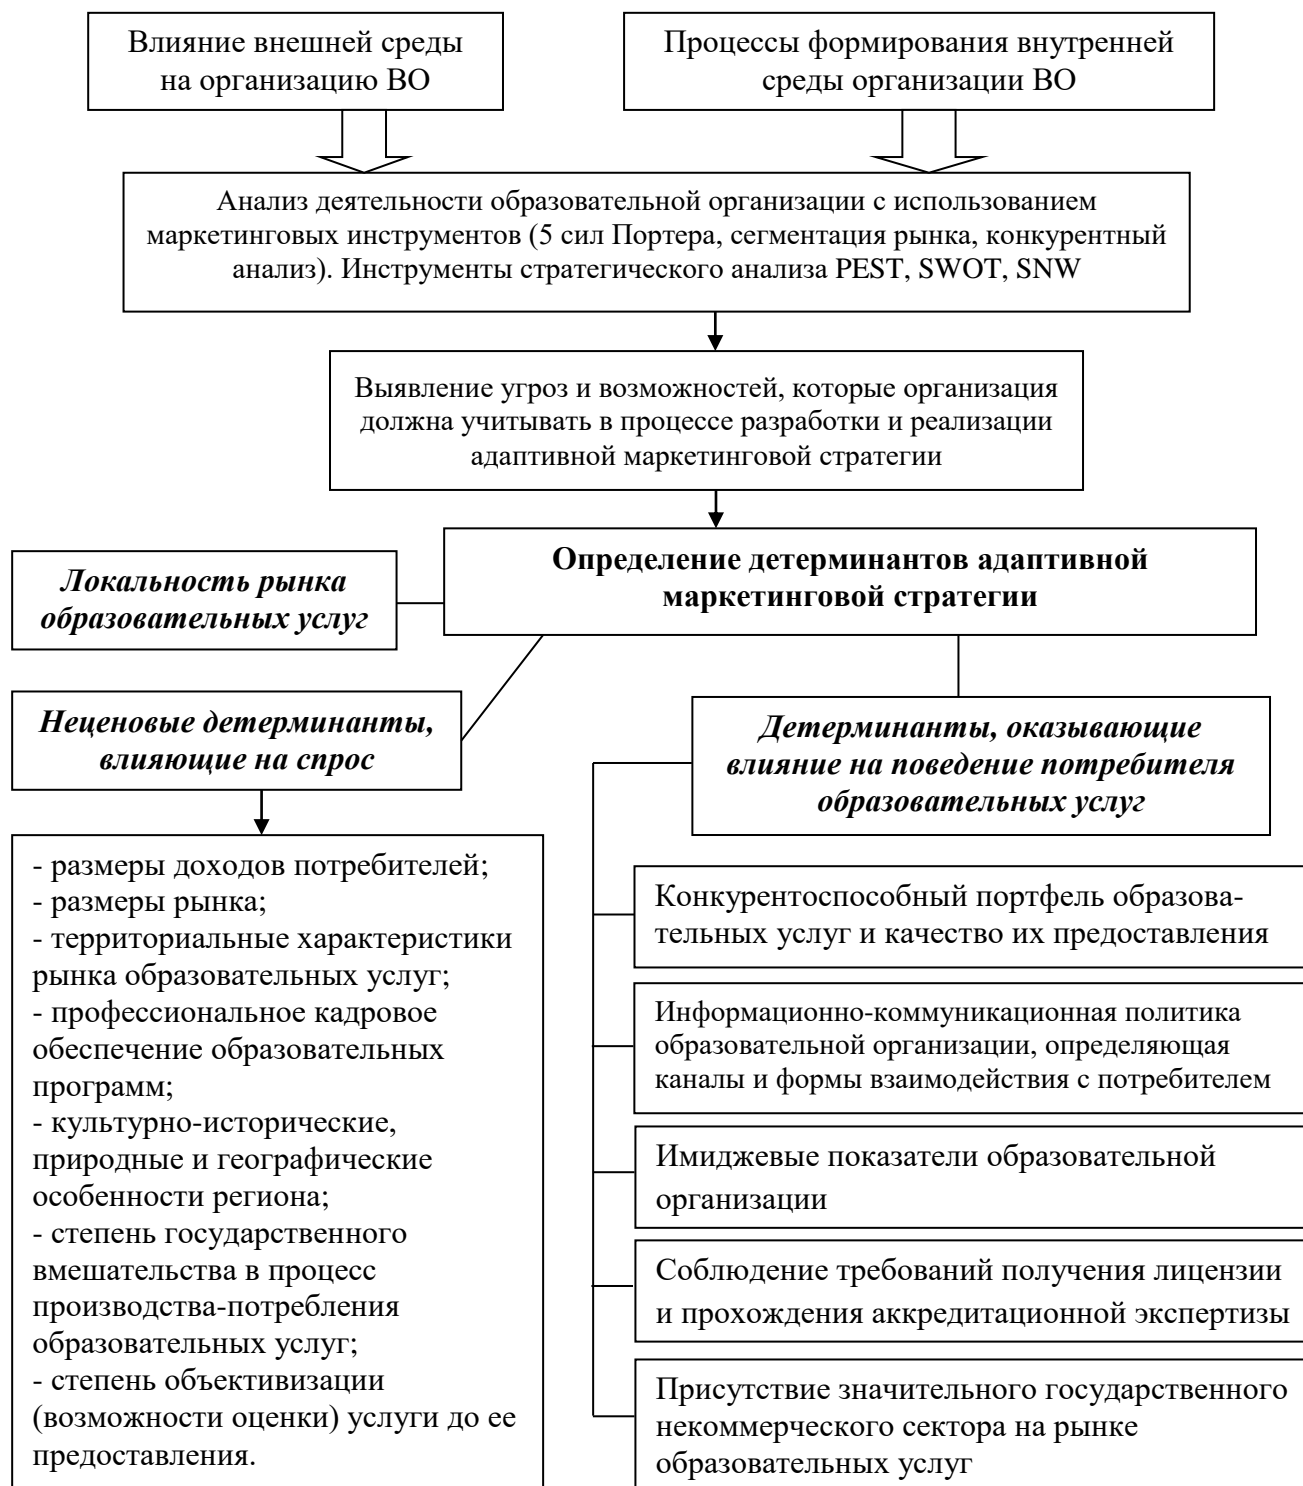 Влияние внешней среды
на организацию ВО
Процессы формирования внутренней
среды организации ВО
Анализ деятельности образовательной организации с использованием
маркетинговых инструментов (5 сил Портера, сегментация рынка, конкурентный
анализ). Инструменты стратегического анализа PEST, SWOT, SNW
Выявление угроз и возможностей, которые организация
должна учитывать в процессе разработки и реализации
адаптивной маркетинговой стратегии
Определение детерминантов адаптивной
маркетинговой стратегии
Локальность рынка
образовательных услуг
Неценовые детерминанты,
влияющие на спрос
Детерминанты, оказывающие
влияние на поведение потребителя
образовательных услуг
- размеры доходов потребителей;
- размеры рынка;
- территориальные характеристики
рынка образовательных услуг;
- профессиональное кадровое
обеспечение образовательных
программ;
- культурно-исторические,
природные и географические
особенности региона;
- степень государственного
вмешательства в процесс
производства-потребления
образовательных услуг;
- степень объективизации
(возможности оценки) услуги до ее
предоставления.
Конкурентоспособный портфель образова-
тельных услуг и качество их предоставления
Информационно-коммуникационная политика
образовательной организации, определяющая
каналы и формы взаимодействия с потребителем
Имиджевые показатели образовательной
организации
Соблюдение требований получения лицензии
и прохождения аккредитационной экспертизы
Присутствие значительного государственного
некоммерческого сектора на рынке
образовательных услуг